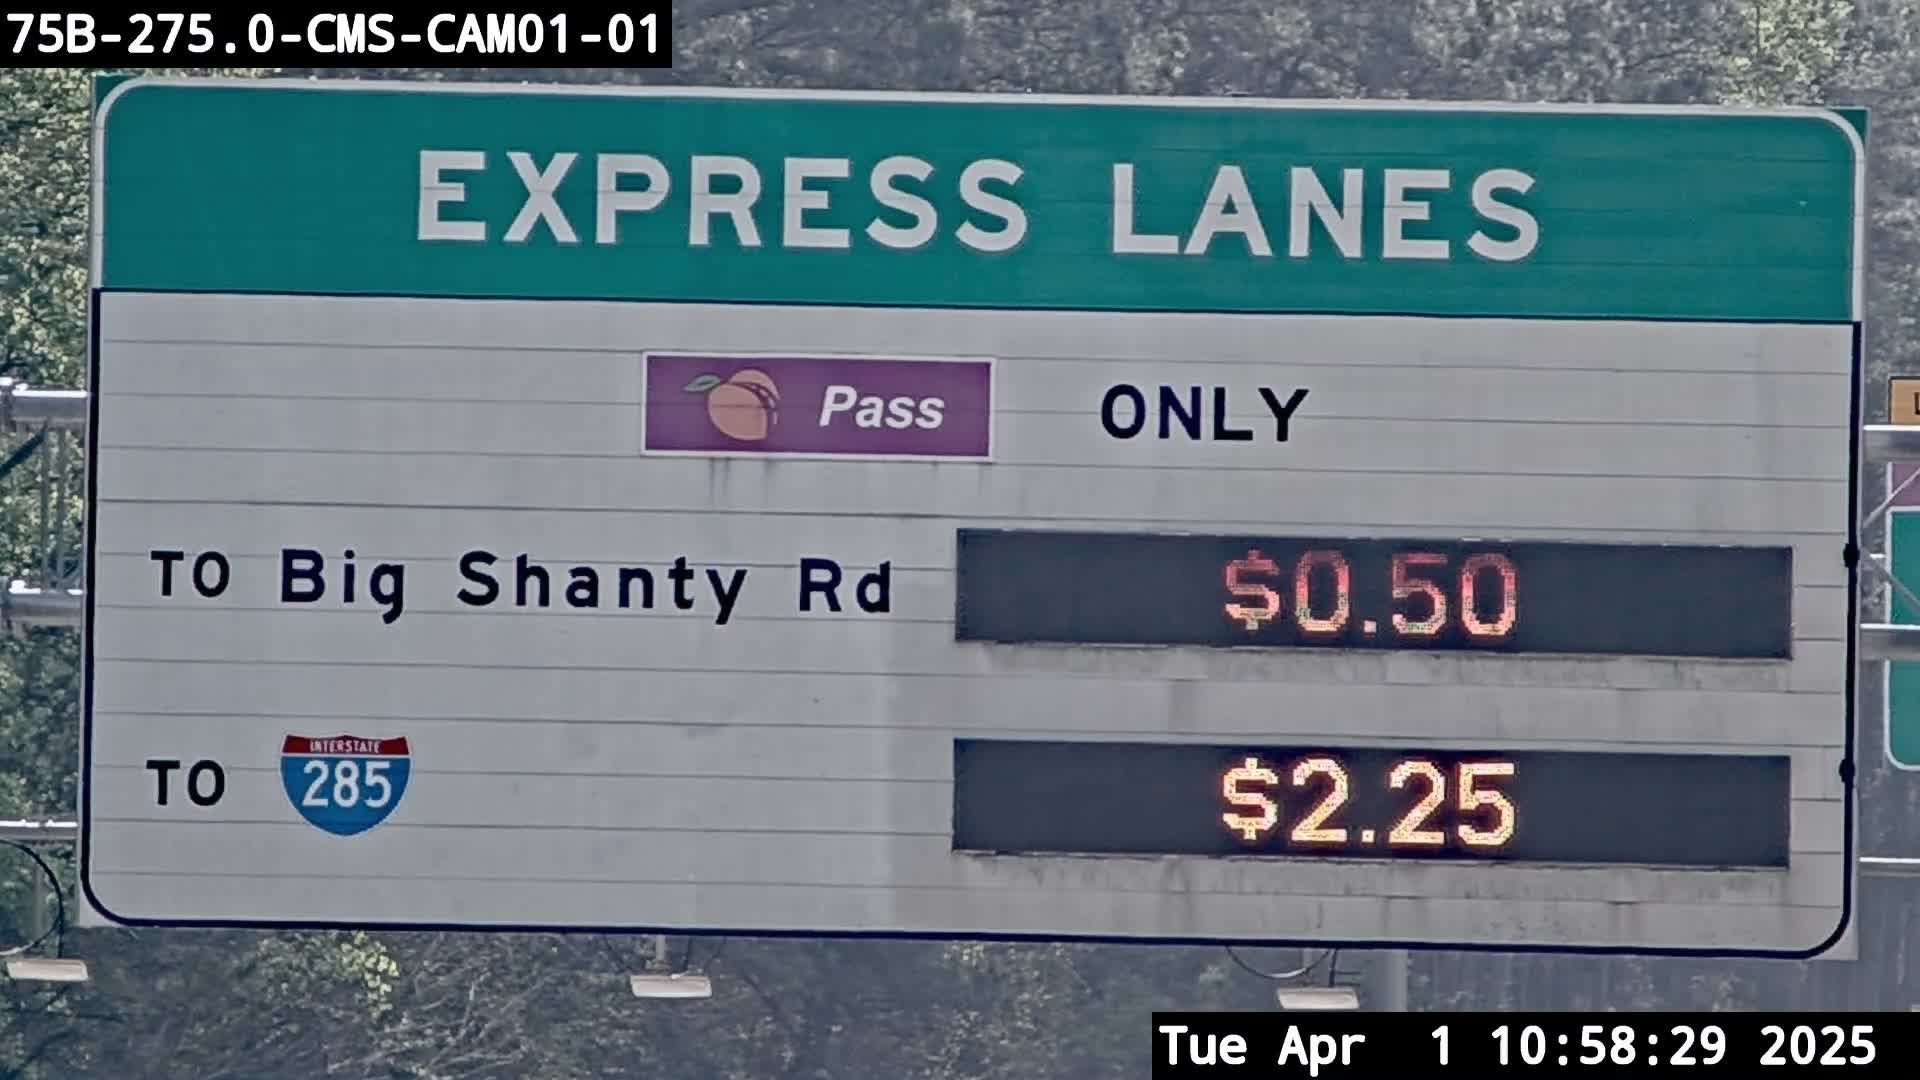 75B-275.0-CMS-CAM01-01
EXPRESS LANES
Pass ONLY
TO Big Shanty Rd $0.50
INTERSTATE
TO 285 $2.25
Tue Apr 1 10:58:29 2025